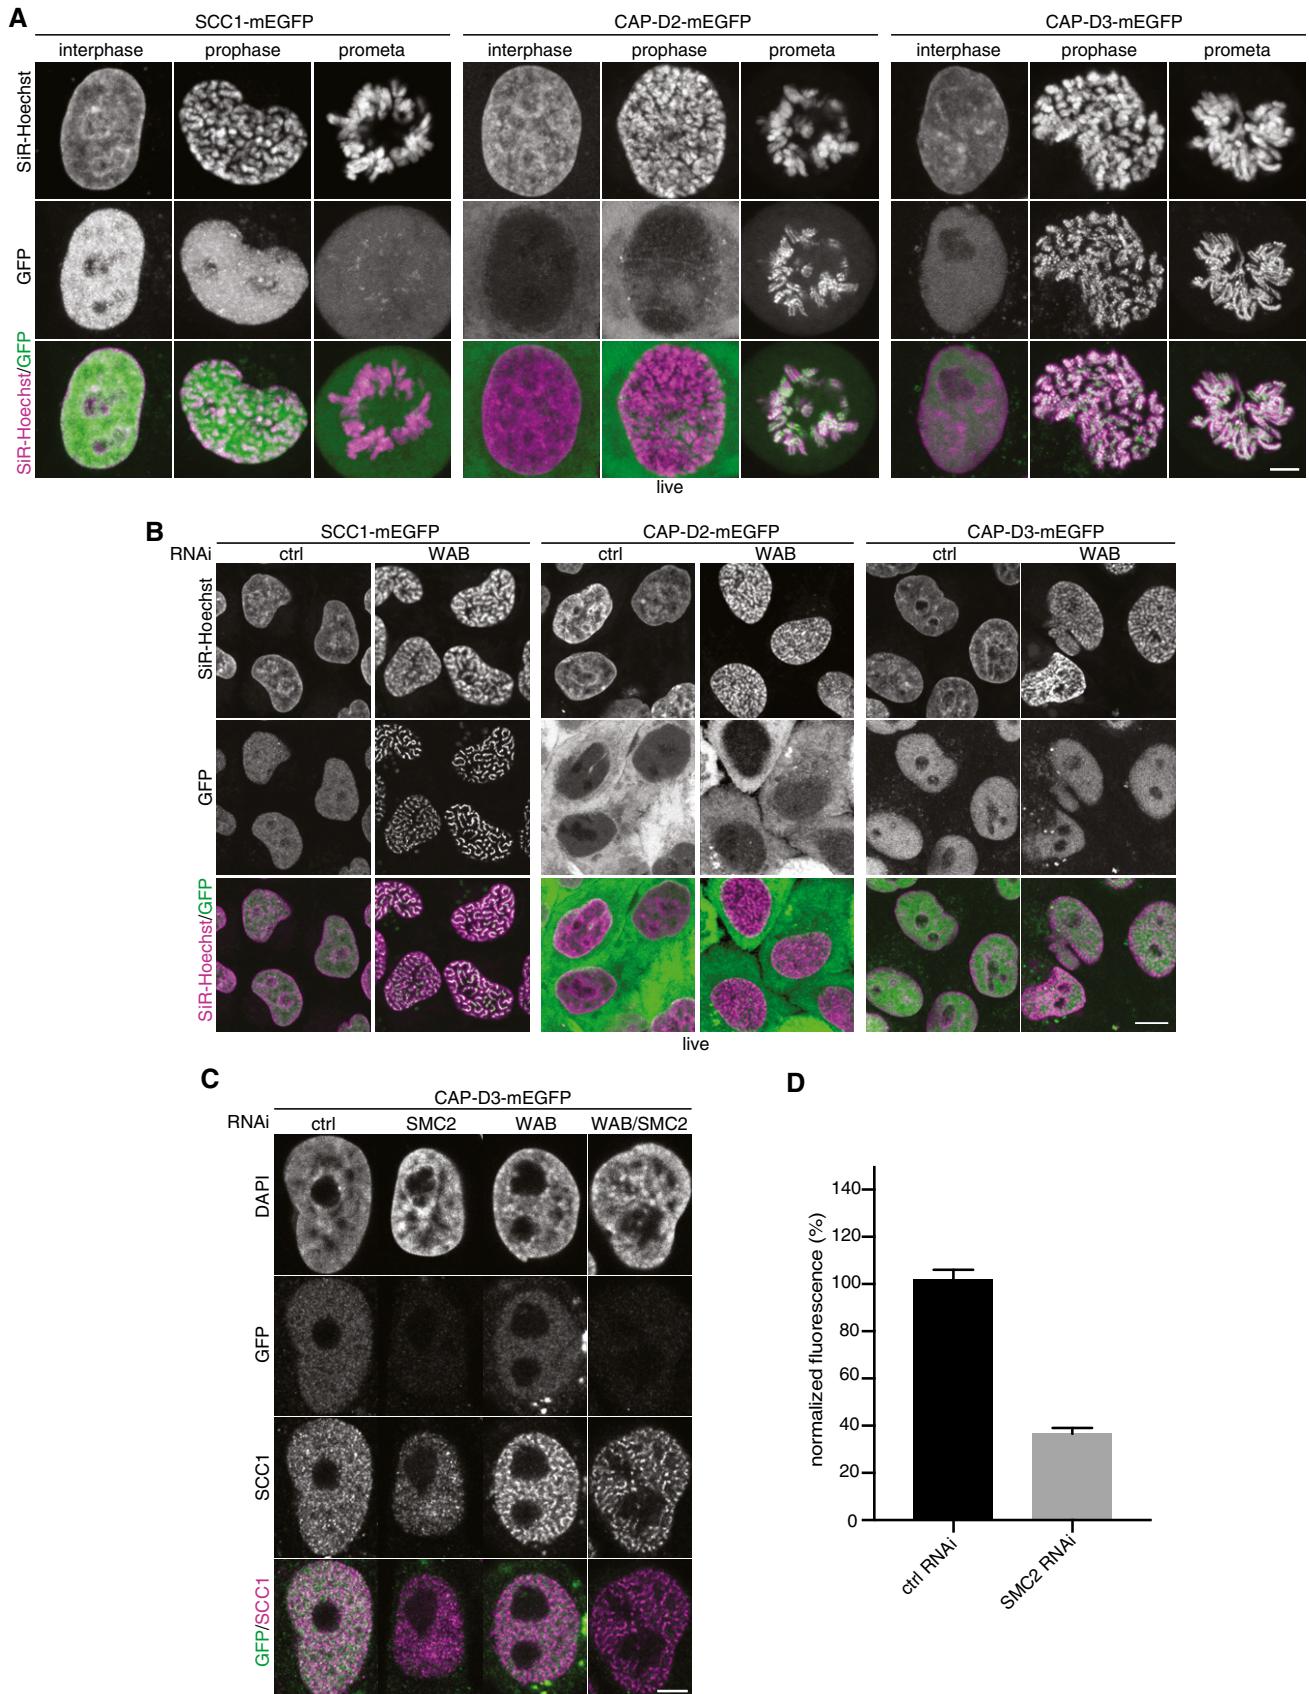 A
SCC1-mEGFP
CAP-D2-mEGFP
CAP-D3-mEGFP
interphase prophase prometa
interphase prophase prometa
interphase prophase prometa
SiR-Hoechst
GFP
SiR-Hoechst/GFP
live
B
SCC1-mEGFP
CAP-D2-mEGFP
CAP-D3-mEGFP
RNAi ctrl WAB ctrl WAB ctrl WAB
SiR-Hoechst
GFP
SiR-Hoechst/GFP
live
C
CAP-D3-mEGFP
RNAi ctrl SMC2 WAB WAB/SMC2
DAPI
GFP
SCC1
GFP/SCC1
D
normalized fluorescence (%)
140
120
100
80
60
40
20
0
ctrl RNAi
SMC2 RNAi